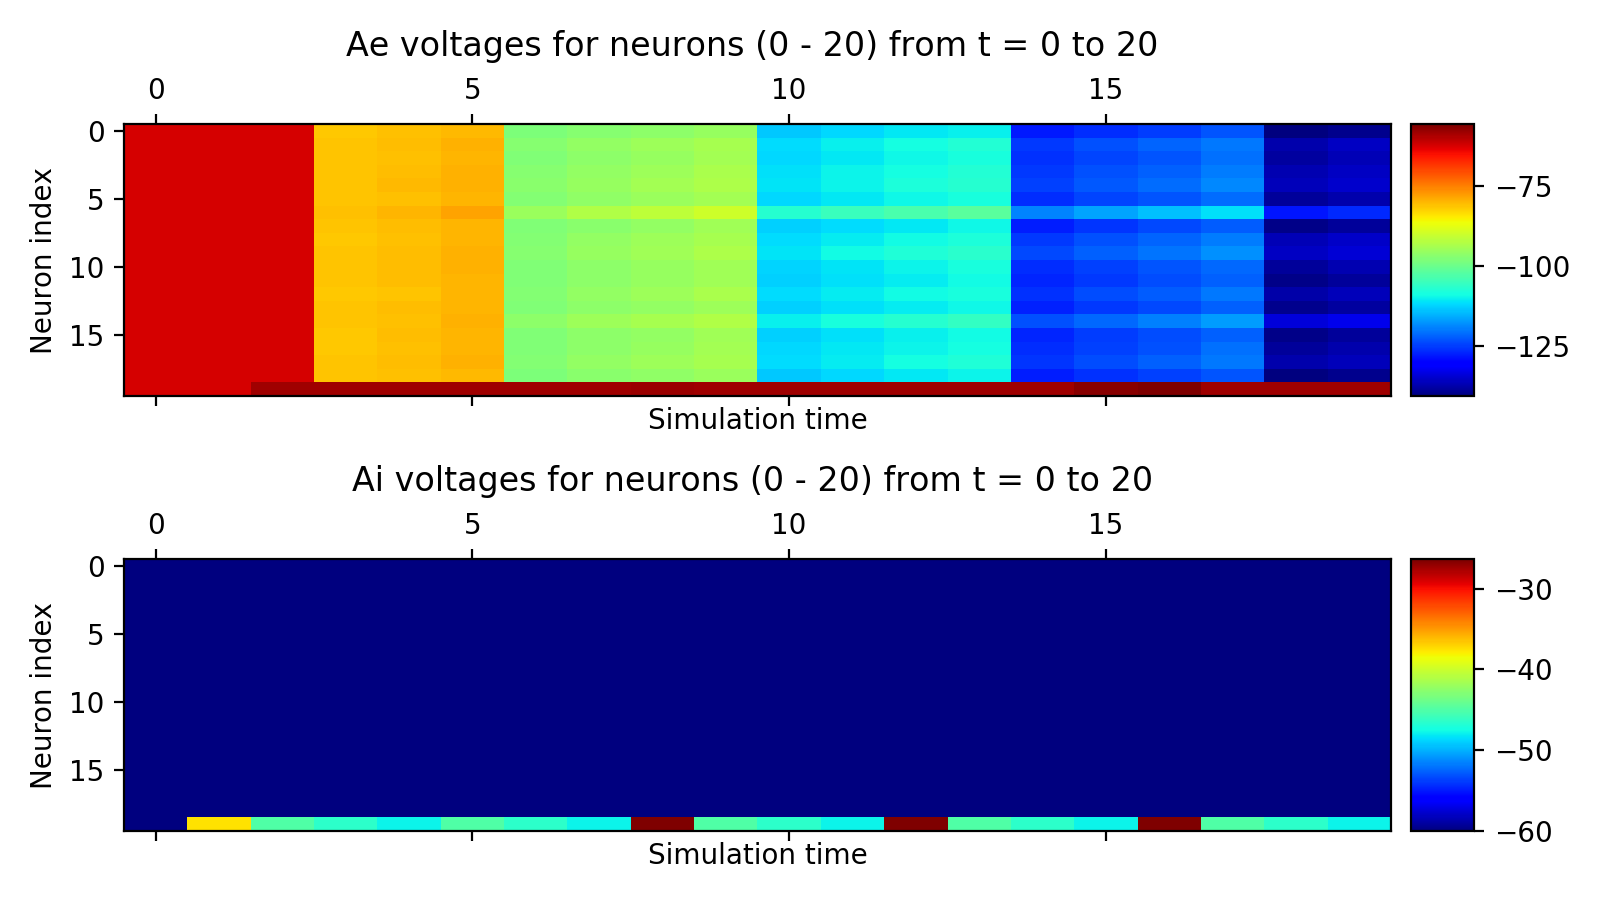 Ae voltages for neurons (0 - 20) from t = 0 to 20
0 5 10 15
Neuron index
0
5
10
15
−75
−100
−125
Simulation time
Ai voltages for neurons (0 - 20) from t = 0 to 20
0 5 10 15
Neuron index
0
5
10
15
−30
−40
−50
−60
Simulation time